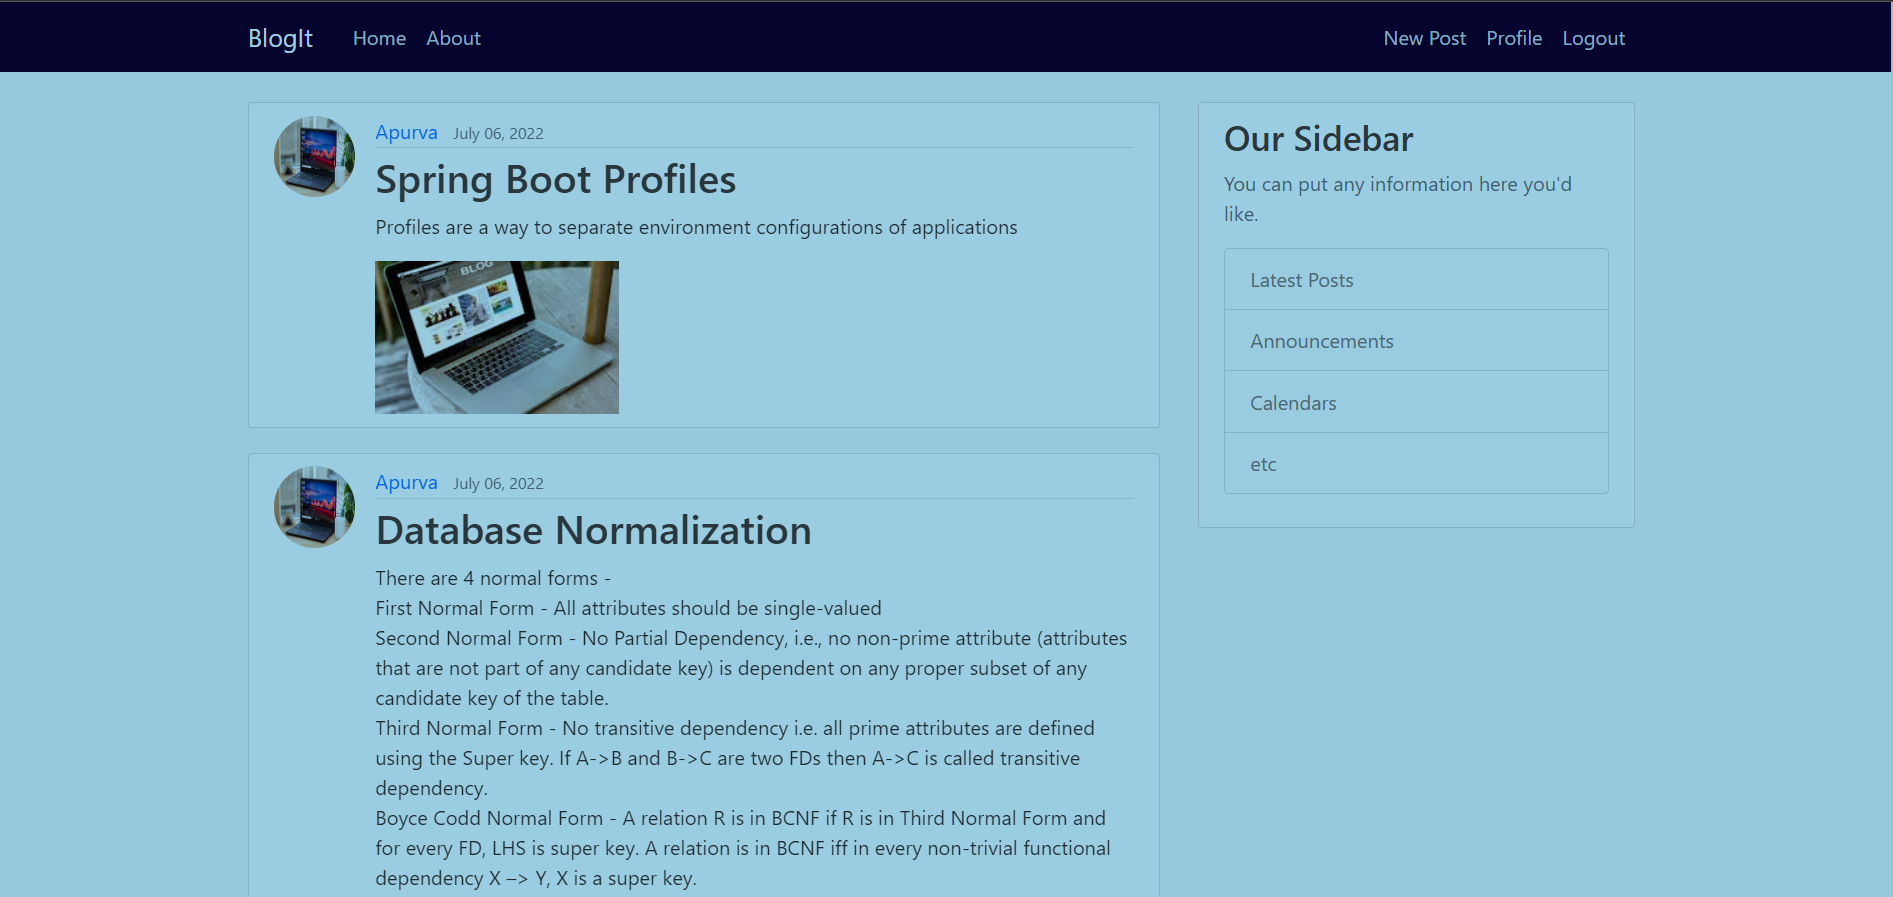 BlogIt Home About New Post Profile Logout
Apurva July 06, 2022
Spring Boot Profiles
Profiles are a way to separate environment configurations of applications
BLOG
Apurva July 06, 2022
Database Normalization
There are 4 normal forms -
First Normal Form - All attributes should be single-valued
Second Normal Form - No Partial Dependency, i.e., no non-prime attribute (attributes
that are not part of any candidate key) is dependent on any proper subset of any
candidate key of the table.
Third Normal Form - No transitive dependency i.e. all prime attributes are defined
using the Super key. If A->B and B->C are two FDs then A->C is called transitive
dependency.
Boyce Codd Normal Form - A relation R is in BCNF if R is in Third Normal Form and
for every FD, LHS is super key. A relation is in BCNF iff in every non-trivial functional
dependency X –> Y, X is a super key.
Our Sidebar
You can put any information here you'd
like.
Latest Posts
Announcements
Calendars
etc